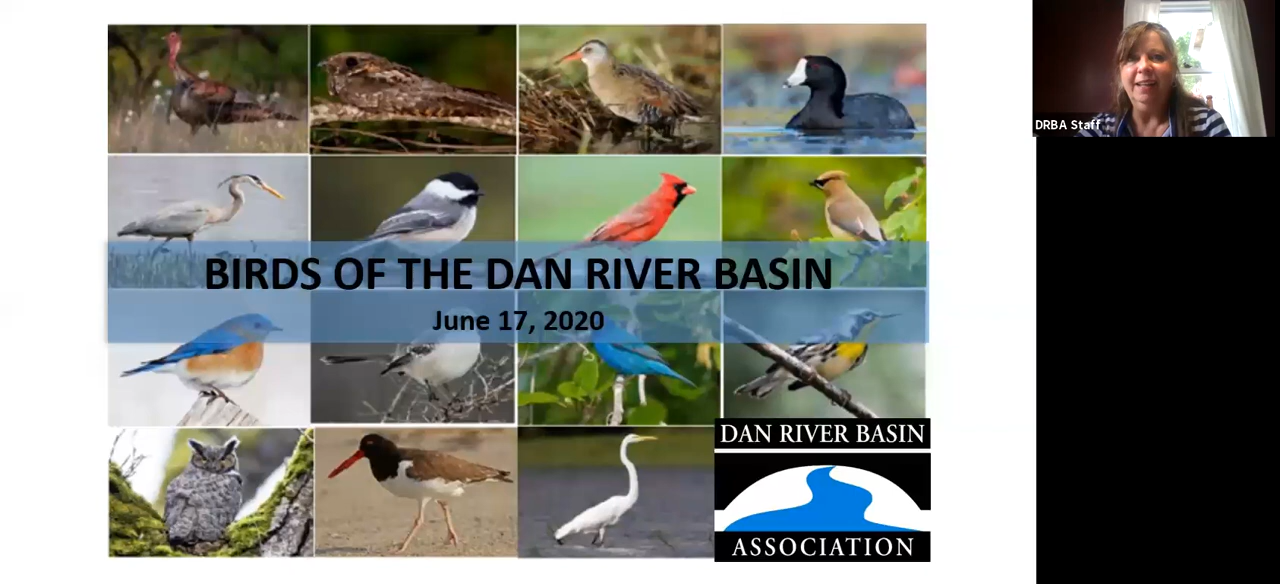 DRBA Staff
BIRDS OF THE DAN RIVER BASIN
June 17, 2020
DAN RIVER BASIN
ASSOCIATION